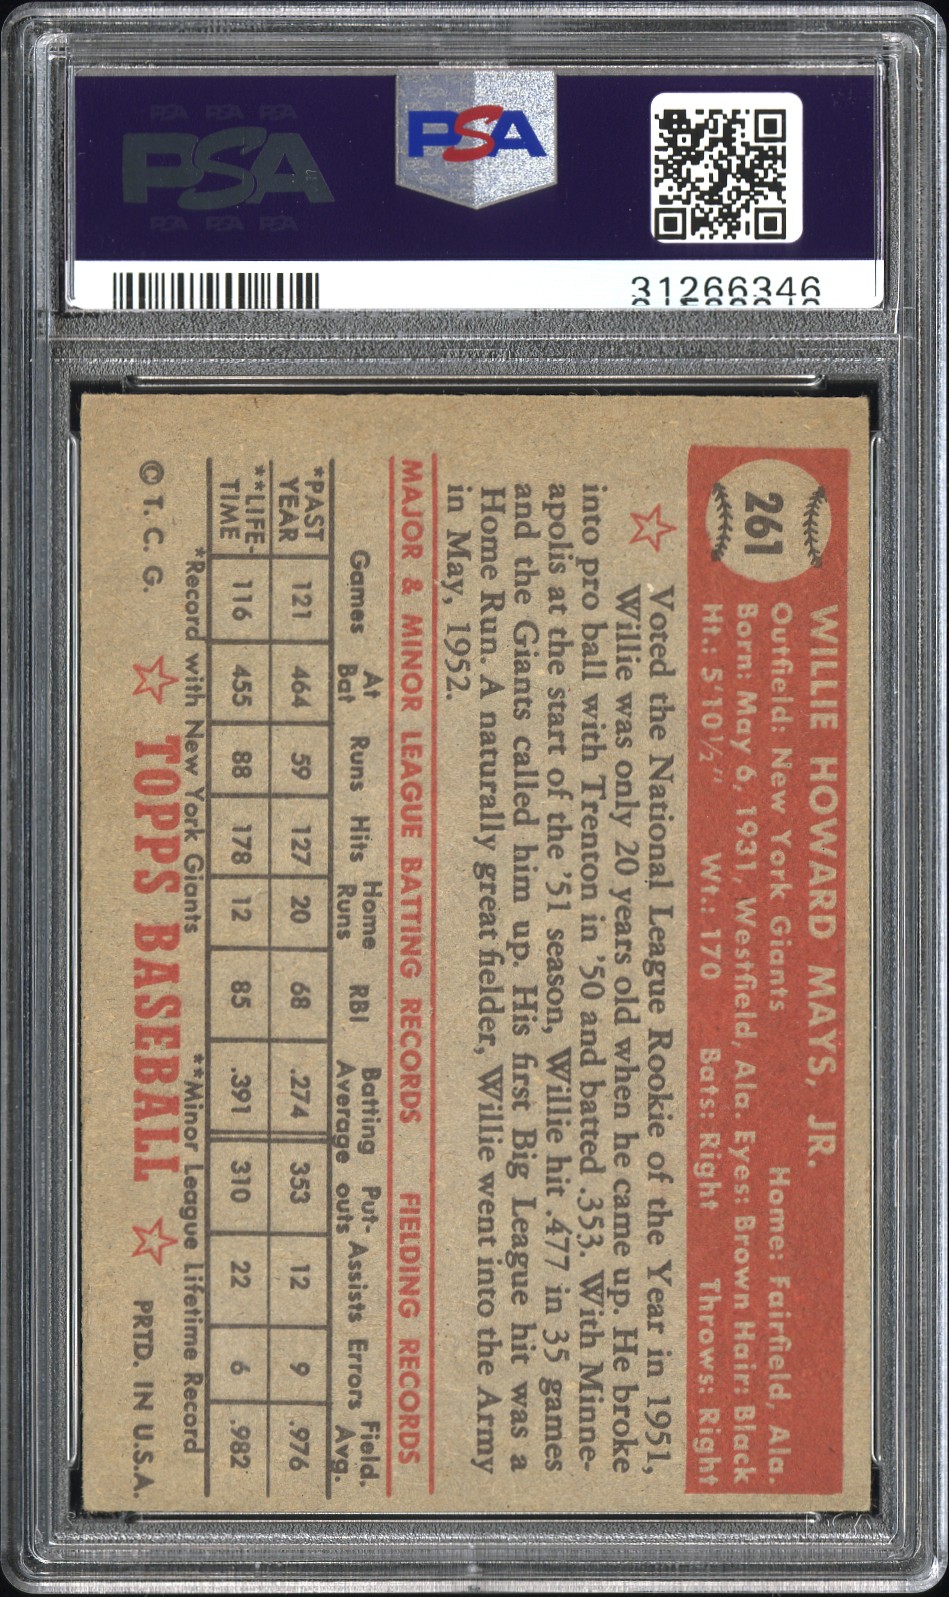 PSA PSA PSA
PSA
PSA PSA PSA
PSA
31266346
261
WILLIE HOWARD MAYS, JR.
Outfield: New York Giants Home: Fairfield, Ala.
Born: May 6, 1931, Westfield, Ala. Eyes: Brown Hair: Black
Ht.: 5'10½" Wt.: 170 Bats: Right Throws: Right
Voted the National League Rookie of the Year in 1951,
Willie was only 20 years old when he came up. He broke
into pro ball with Trenton in '50 and batted .353. With Minne-
apolis at the start of the '51 season, Willie hit .477 in 35 games
and the Giants called him up. His first Big League hit was a
Home Run. A naturally great fielder, Willie went into the Army
in May, 1952.
MAJOR & MINOR LEAGUE BATTING RECORDS FIELDING RECORDS
Games At Bat Runs Hits Home Runs RBI Batting Average Put-outs Assists Errors Field. Avg.
*PAST YEAR 121 464 59 127 20 68 .274 353 12 9 .976
**LIFE-TIME 116 455 88 178 12 85 .391 310 22 6 .982
*Record with New York Giants **Minor League Lifetime Record
© T. C. G. TOPPS BASEBALL PRTD. IN U.S.A.